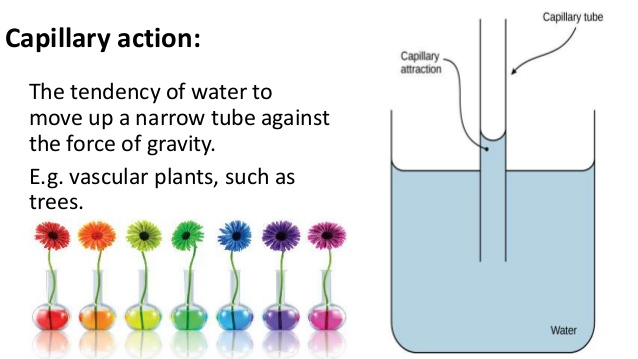 Capillary action:
The tendency of water to
move up a narrow tube against
the force of gravity.
E.g. vascular plants, such as
trees.
Capillary tube
Capillary
attraction
Water